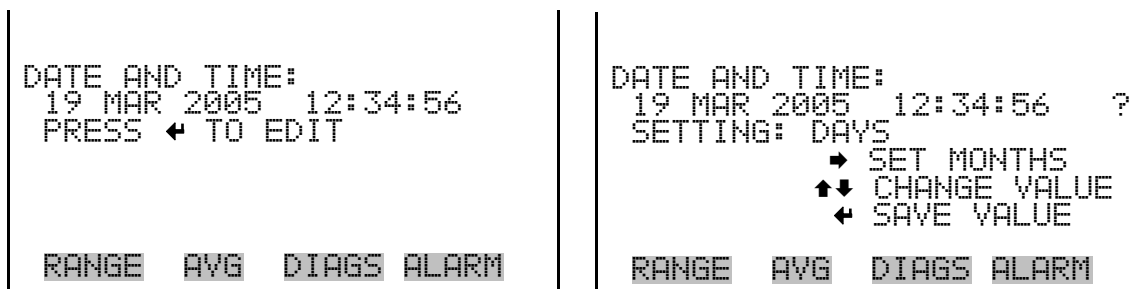 DATE AND TIME:
19 MAR 2005 12:34:56
PRESS ↵ TO EDIT
RANGE AVG DIAGS ALARM
DATE AND TIME:
19 MAR 2005 12:34:56 ?
SETTING: DAYS
➡ SET MONTHS
⬆⬇ CHANGE VALUE
↵ SAVE VALUE
RANGE AVG DIAGS ALARM